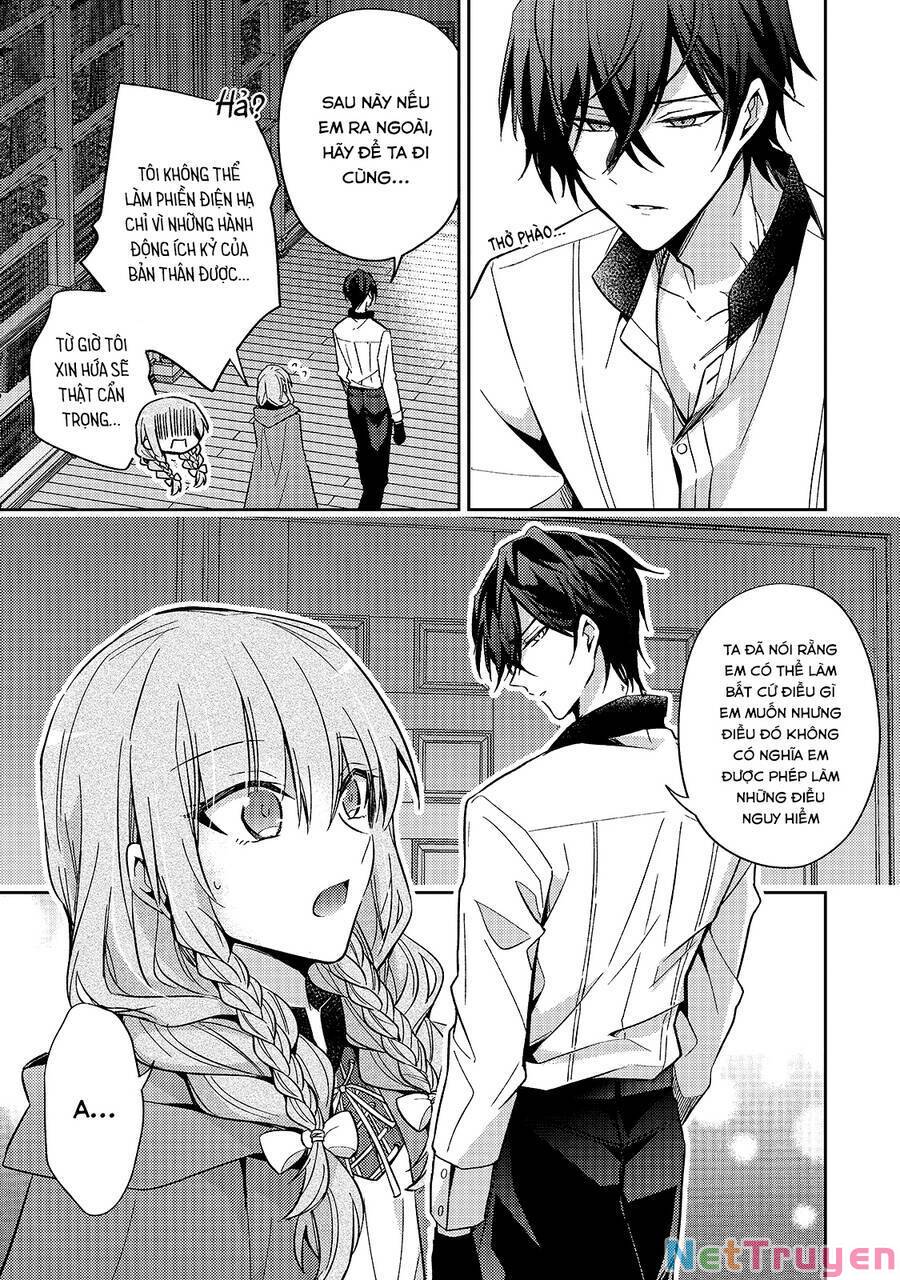 THỞ PHÀO...
SAU NÀY NẾU
EM RA NGOÀI,
HÃY ĐỂ TA ĐI
CÙNG...
Hả?
TÔI KHÔNG THỂ
LÀM PHIỀN ĐIỆN HẠ
CHỈ VÌ NHỮNG HÀNH
ĐỘNG ÍCH KỶ CỦA
BẢN THÂN ĐƯỢC...
TỪ GIỜ TÔI
XIN HỨA SẼ
THẬT CẨN
TRỌNG...
TA ĐÃ NÓI RẰNG
EM CÓ THỂ LÀM
BẤT CỨ ĐIỀU GÌ
EM MUỐN NHƯNG
ĐIỀU ĐÓ KHÔNG
CÓ NGHĨA EM
ĐƯỢC PHÉP LÀM
NHỮNG ĐIỀU
NGUY HIỂM
A...
NetTruyen